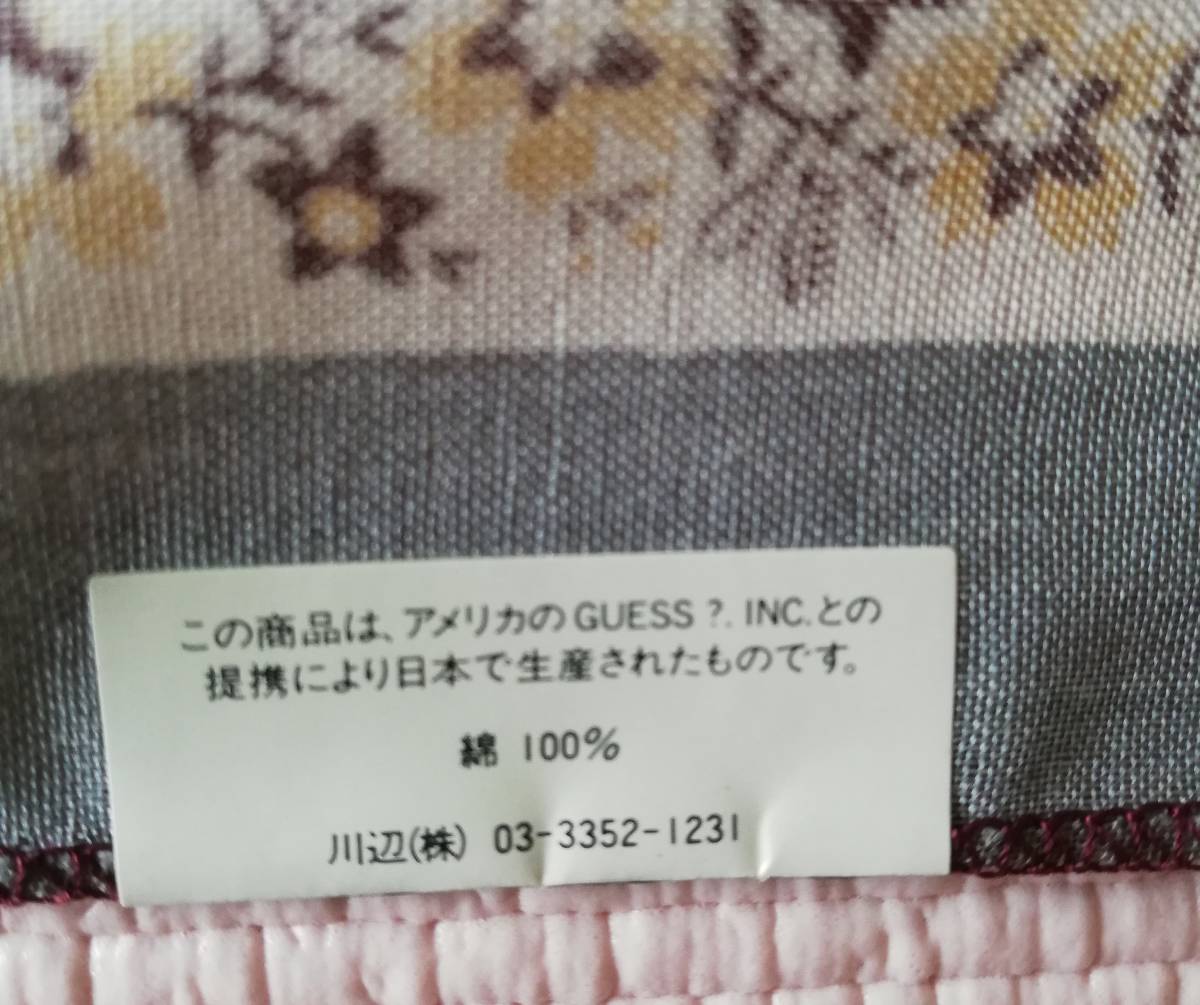 この商品は、アメリカのGUESS ?. INC.との
提携により日本で生産されたものです。
綿 100%
川辺(株) 03-3352-1231